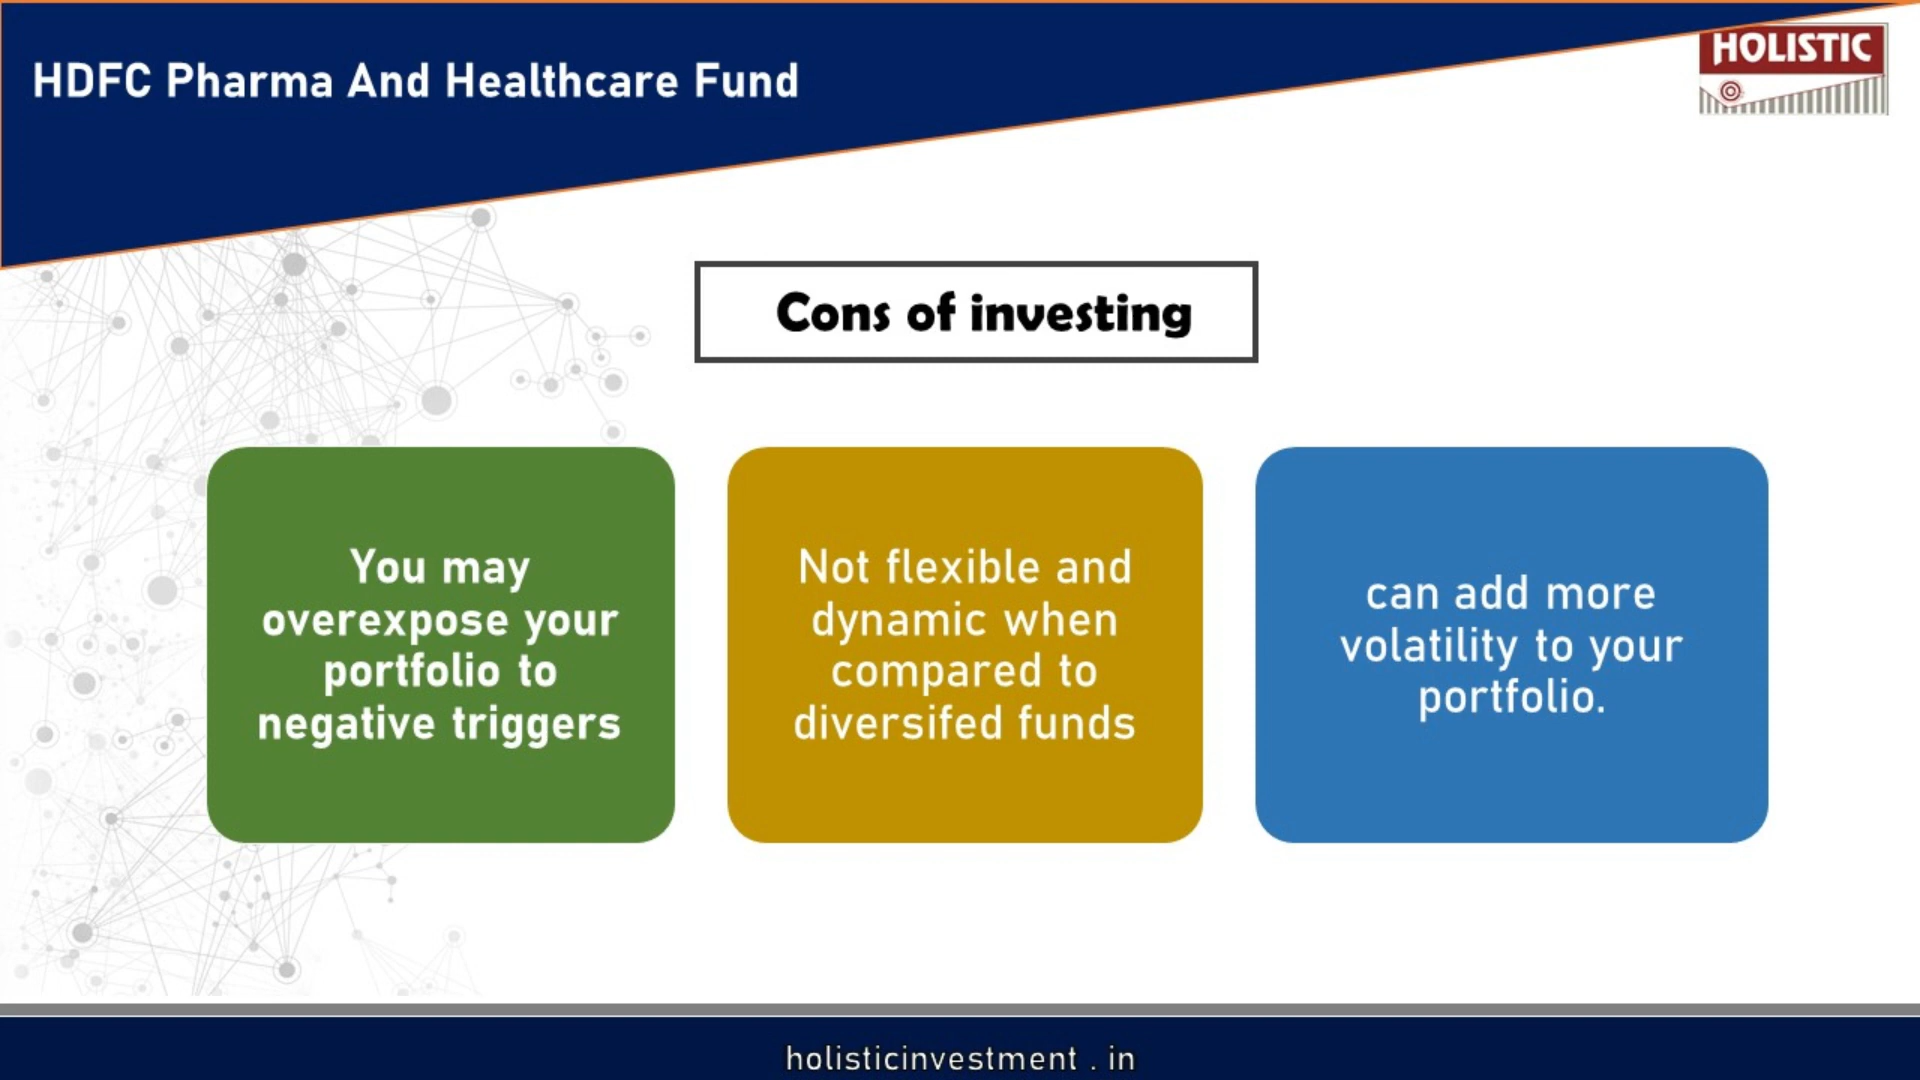 HDFC Pharma And Healthcare Fund
HOLISTIC
Cons of investing
You may
overexpose your
portfolio to
negative triggers
Not flexible and
dynamic when
compared to
diversifed funds
can add more
volatility to your
portfolio.
holisticinvestment . in